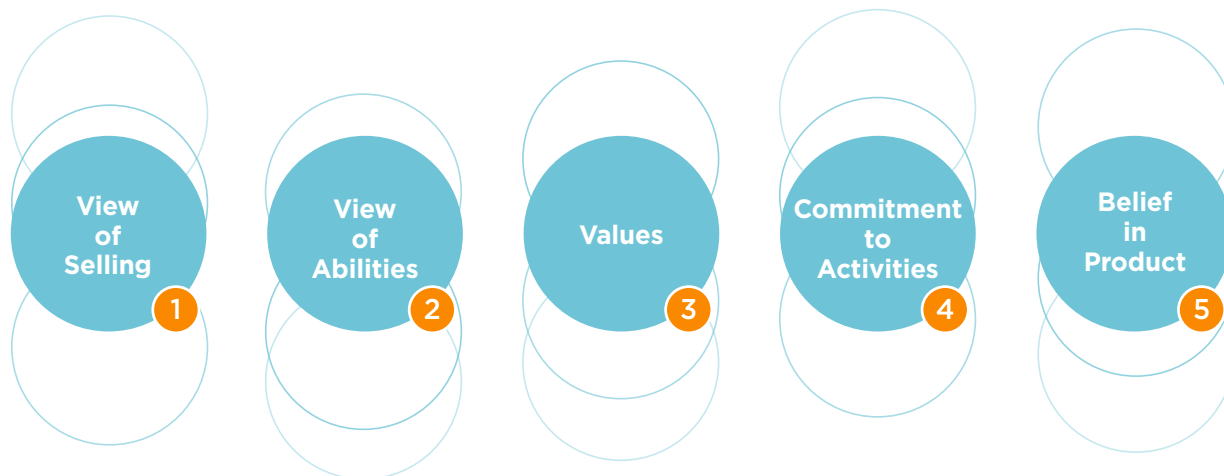 View
of
Selling
1
View
of
Abilities
2
Values
3
Commitment
to
Activities
4
Belief
in
Product
5